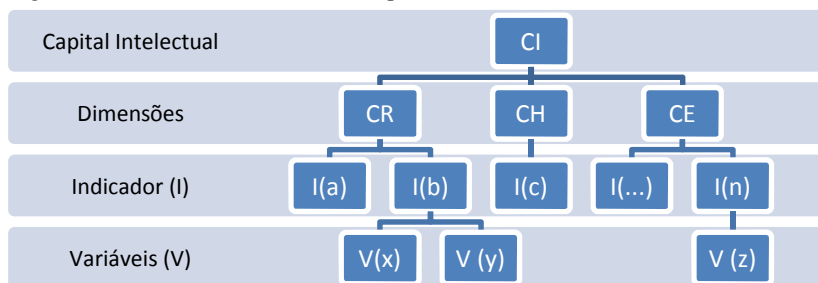 Capital Intelectual CI
Dimensões CR CH CE
Indicador (I) I(a) I(b) I(c) I(...) I(n)
Variáveis (V) V(x) V (y) V (z)